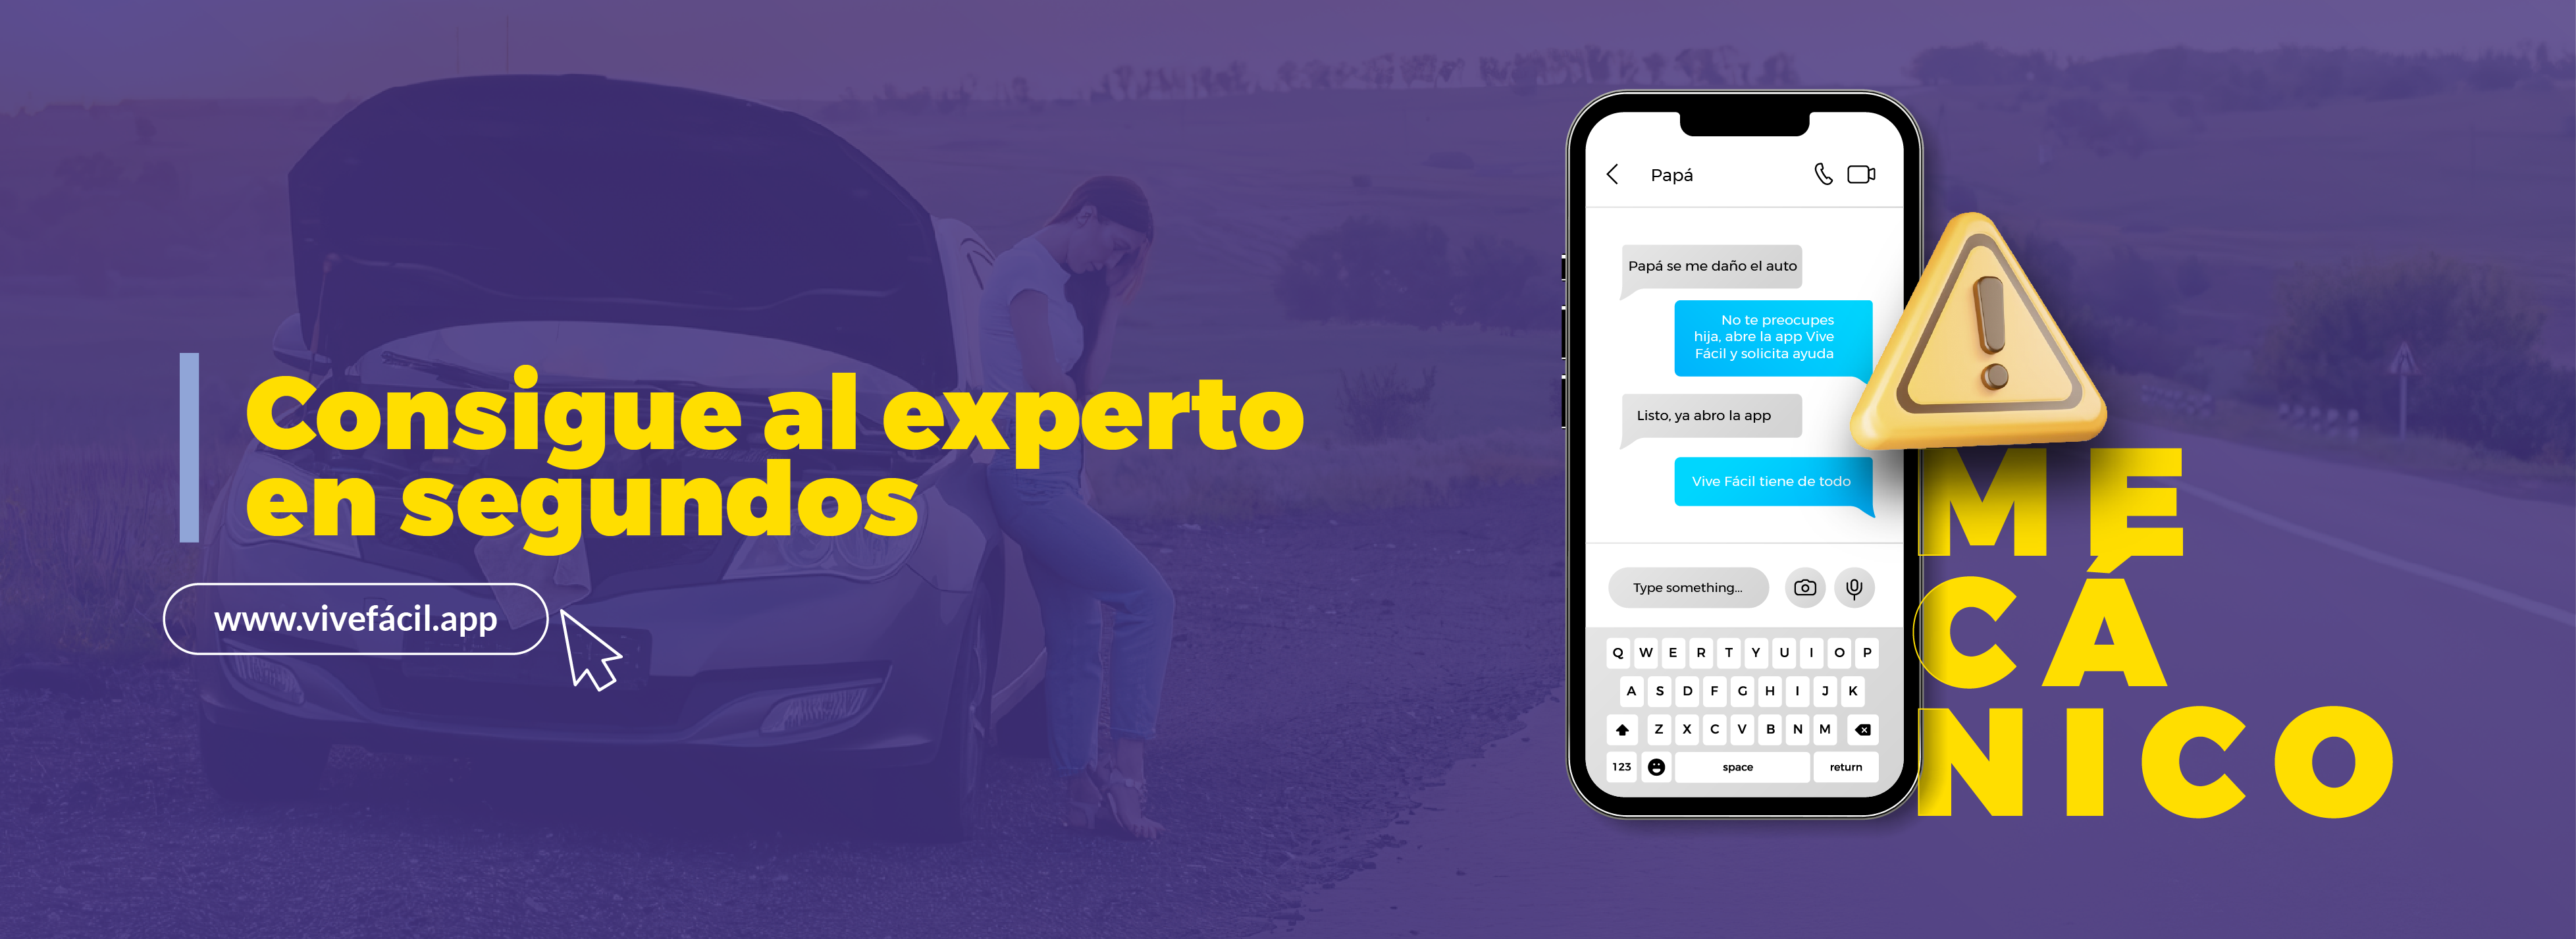 Consigue al experto
en segundos
www.vivefácil.app
Papá
Papá se me daño el auto
No te preocupes
hija, abre la app Vive
Fácil y solicita ayuda
Listo, ya abro la app
Vive Fácil tiene de todo
Type something...
Q W E R T Y U I O P
A S D F G H I J K
Z X C V B N M
123 space return
ME
CÁ
NICO